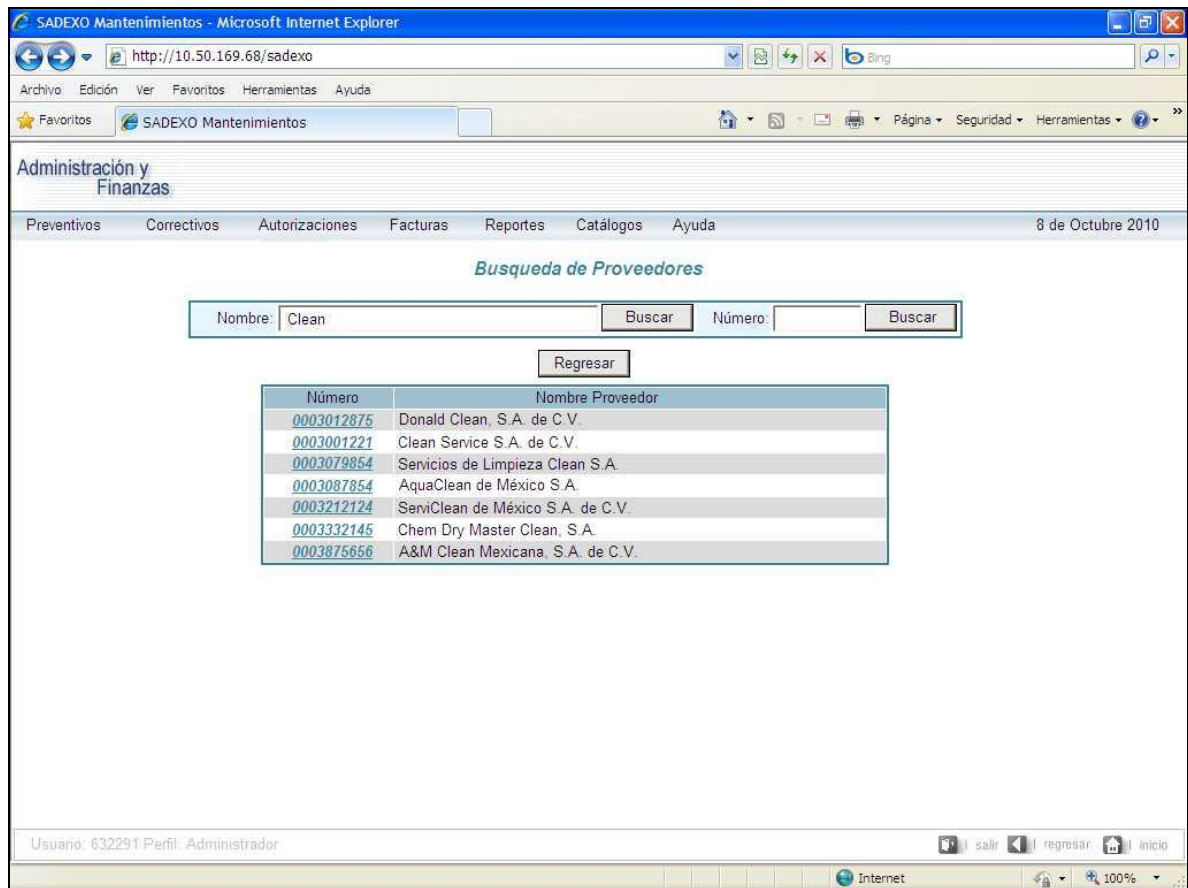 SADEXO Mantenimientos - Microsoft Internet Explorer
http://10.50.169.68/sadexo
Bing
Archivo Edición Ver Favoritos Herramientas Ayuda
Favoritos SADEXO Mantenimientos Página Seguridad Herramientas
Administración y
Finanzas
Preventivos Correctivos Autorizaciones Facturas Reportes Catálogos Ayuda 8 de Octubre 2010
Busqueda de Proveedores
Nombre: Clean Buscar Número: Buscar
Regresar
Número Nombre Proveedor
0003012875 Donald Clean, S.A. de C.V.
0003001221 Clean Service S.A. de C.V.
0003079854 Servicios de Limpieza Clean S.A.
0003087854 AquaClean de México S.A.
0003212124 ServiClean de México S.A. de C.V.
0003332145 Chem Dry Master Clean, S.A.
0003875656 A&M Clean Mexicana, S.A. de C.V.
Usuario: 632291 Perfil: Administrador salir regresar inicio
Internet 100%